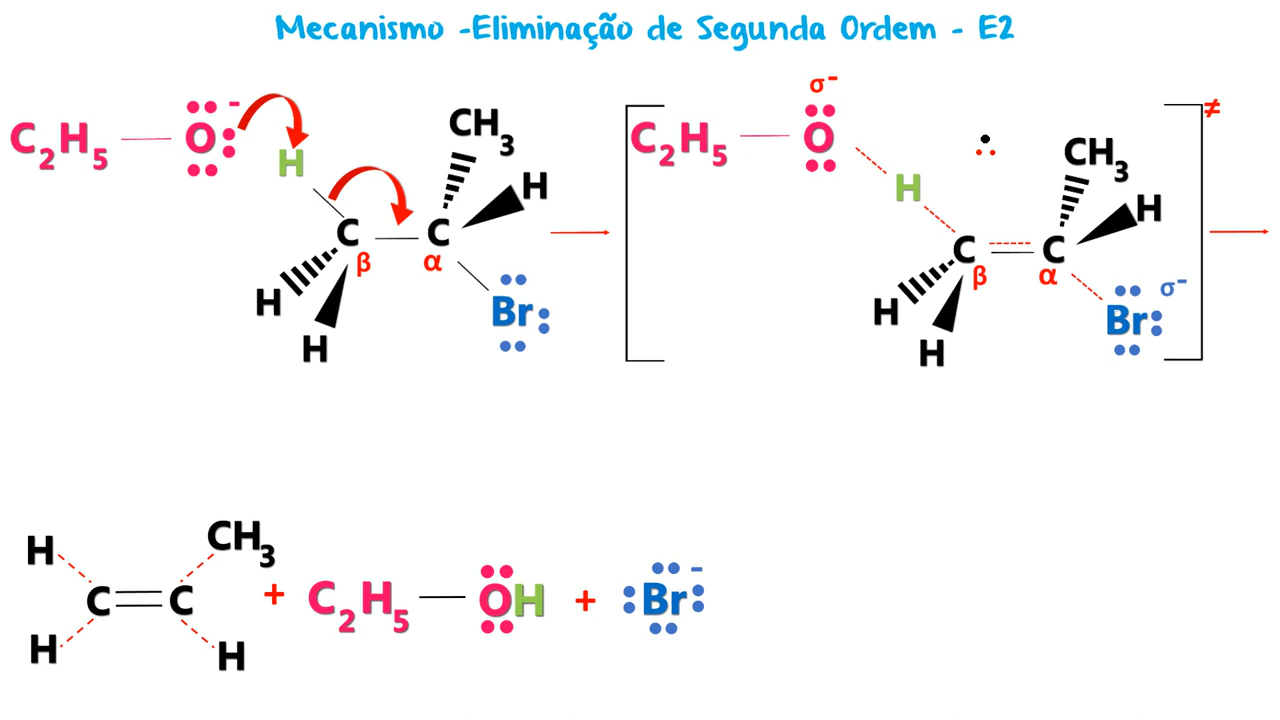 Mecanismo -Eliminação de Segunda Ordem - E2
σ-
C2H5 — O - H CH3 H
C β C α
H H Br
C2H5 — O H CH3 H ≠
C β C α
H H Br σ-
H CH3
C = C + C2H5 — OH + Br -
H H